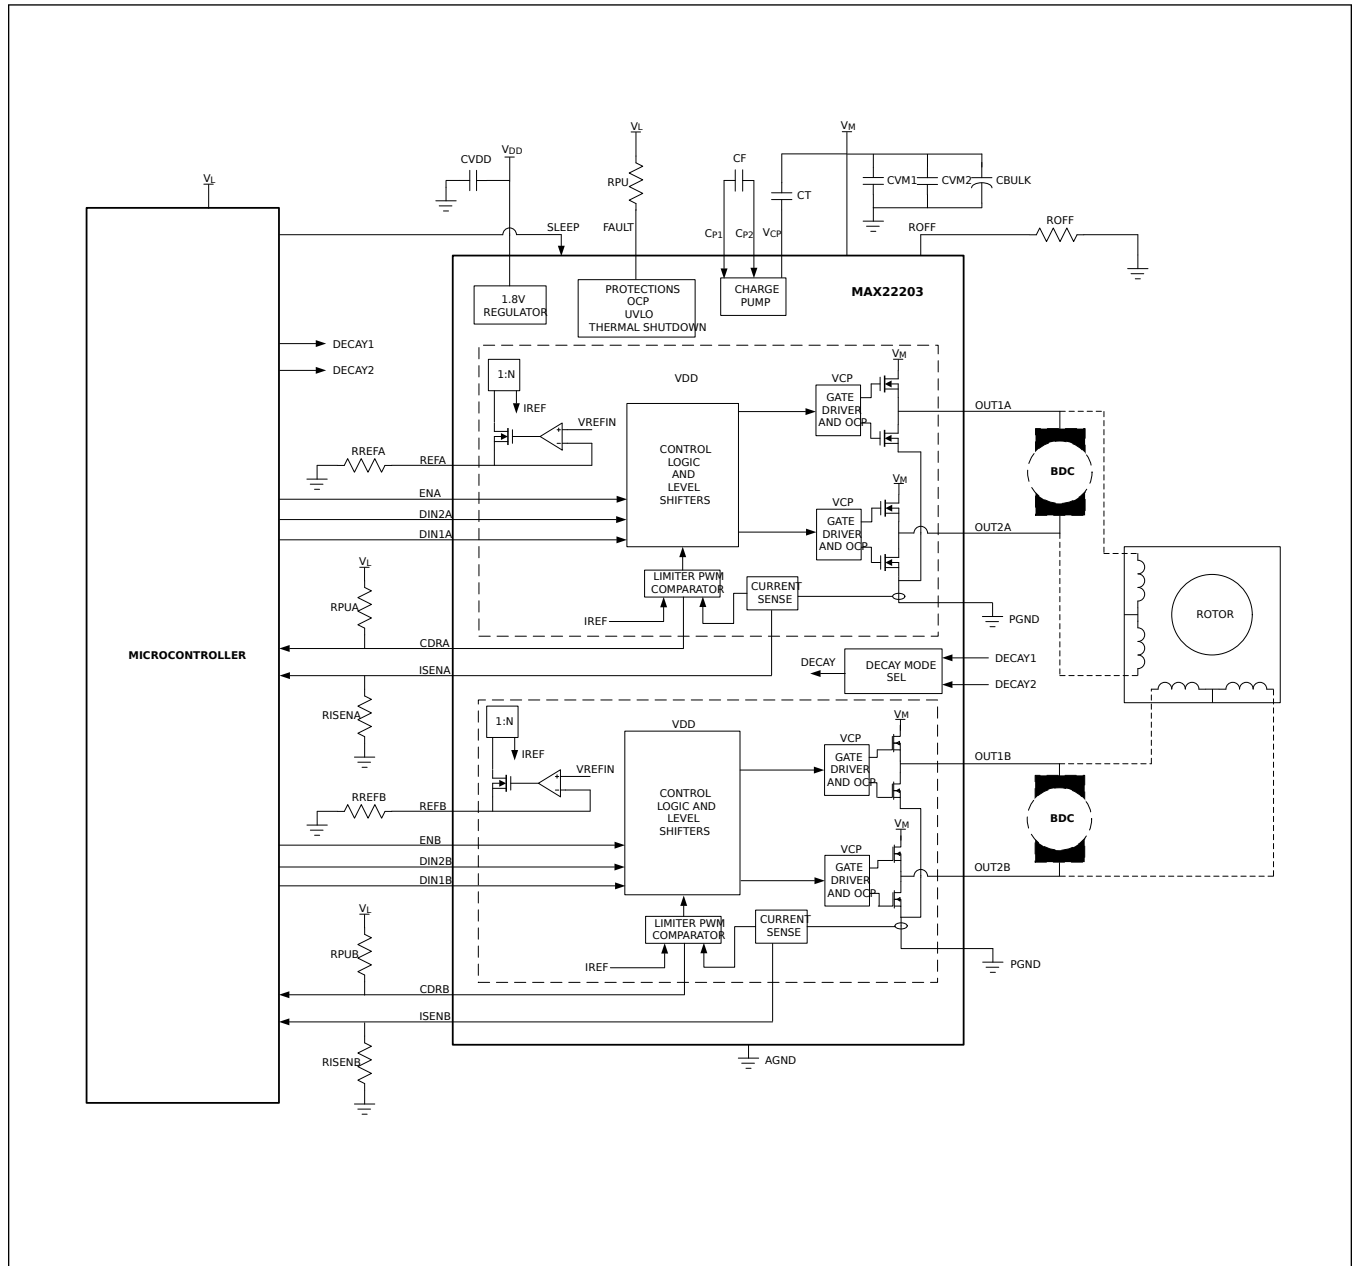 VL
VM
VDD
CVDD
CF
RPU
CT
CVM1
CVM2
CBULK
VL
ROFF
SLEEP
FAULT
CP1
CP2
VCP
ROFF
1.8V
REGULATOR
PROTECTIONS
OCP
UVLO
THERMAL SHUTDOWN
CHARGE
PUMP
MAX22203
DECAY1
DECAY2
1:N
VDD
VCP
VM
IREF
GATE
DRIVER
AND OCP
OUT1A
VREFIN
RREFA
REFA
CONTROL
LOGIC
AND
LEVEL
SHIFTERS
BDC
VM
ENA
VCP
DIN2A
GATE
DRIVER
AND OCP
OUT2A
DIN1A
VL
LIMITER PWM
COMPARATOR
CURRENT
SENSE
RPUA
IREF
PGND
ROTOR
CDRA
MICROCONTROLLER
DECAY
DECAY MODE
SEL
DECAY1
DECAY2
ISENA
RISENA
1:N
VDD
VM
VCP
IREF
GATE
DRIVER
AND OCP
OUT1B
VREFIN
RREFB
REFB
CONTROL
LOGIC AND
LEVEL
SHIFTERS
BDC
VM
ENB
VCP
DIN2B
GATE
DRIVER
AND OCP
OUT2B
DIN1B
VL
LIMITER PWM
COMPARATOR
CURRENT
SENSE
RPUB
IREF
PGND
CDRB
ISENB
RISENB
AGND